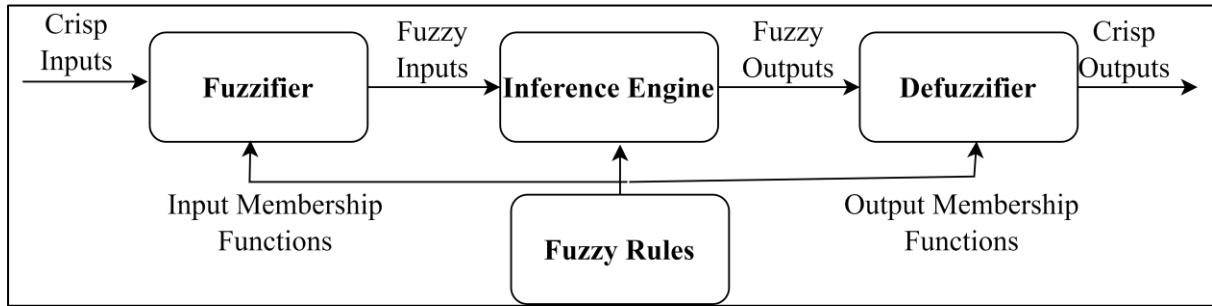 Crisp
Inputs
Fuzzifier
Fuzzy
Inputs
Inference Engine
Fuzzy
Outputs
Defuzzifier
Crisp
Outputs
Input Membership
Functions
Fuzzy Rules
Output Membership
Functions